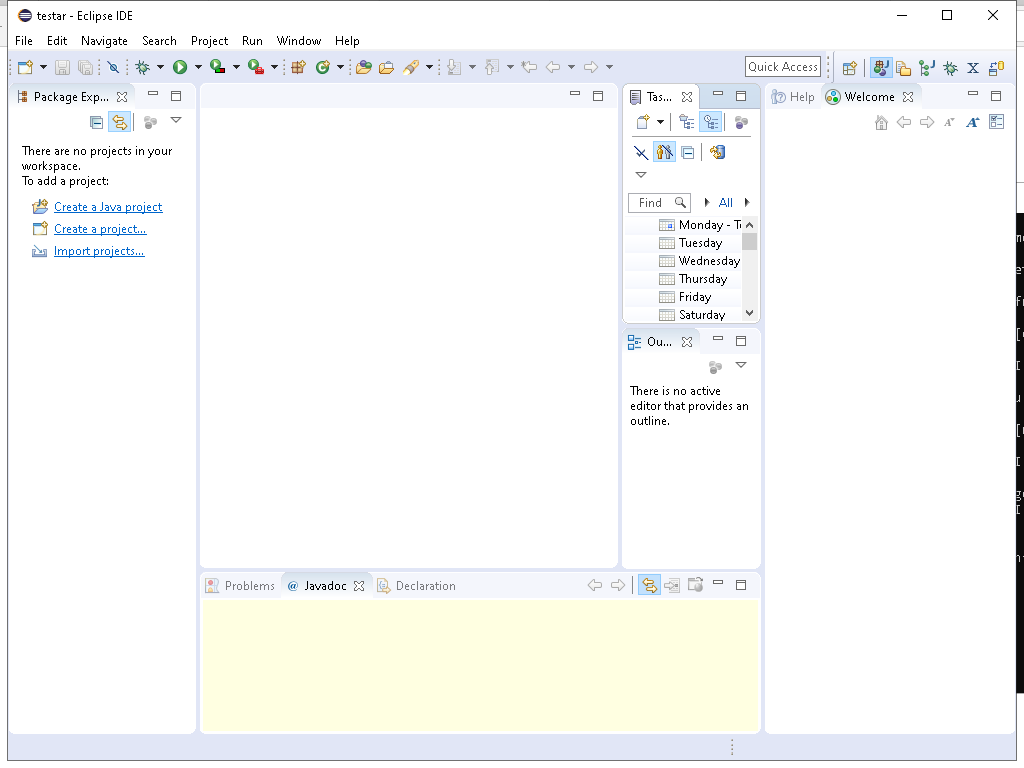 testar - Eclipse IDE
File Edit Navigate Search Project Run Window Help
Quick Access
Package Exp...
There are no projects in your
workspace.
To add a project:
Create a Java project
Create a project...
Import projects...
Tas...
Find
All
Monday - T
Tuesday
Wednesday
Thursday
Friday
Saturday
Ou...
There is no active
editor that provides an
outline.
Help
Welcome
Problems
@ Javadoc
Declaration